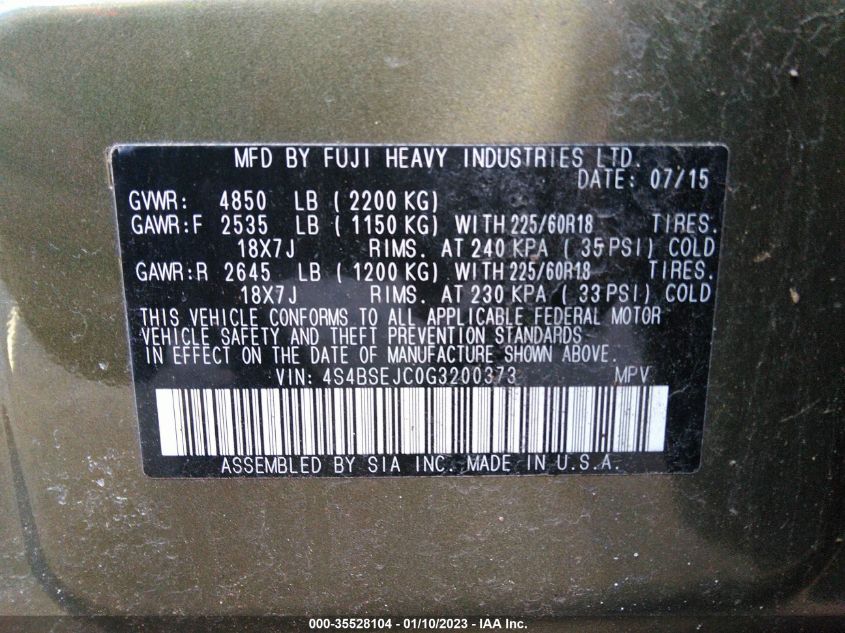 MFD BY FUJI HEAVY INDUSTRIES LTD.
DATE: 07/15
GVWR: 4850 LB ( 2200 KG)
GAWR:F 2535 LB ( 1150 KG) WITH 225/60R18 TIRES.
18X7J RIMS. AT 240 KPA ( 35 PSI) COLD
GAWR:R 2645 LB ( 1200 KG) WITH 225/60R18 TIRES.
18X7J RIMS. AT 230 KPA ( 33 PSI) COLD
THIS VEHICLE CONFORMS TO ALL APPLICABLE FEDERAL MOTOR
VEHICLE SAFETY AND THEFT PREVENTION STANDARDS
IN EFFECT ON THE DATE OF MANUFACTURE SHOWN ABOVE.
VIN: 4S4BSEJC0G3200373 MPV
ASSEMBLED BY SIA INC. MADE IN U.S.A.
000-35528104 - 01/10/2023 - IAA Inc.